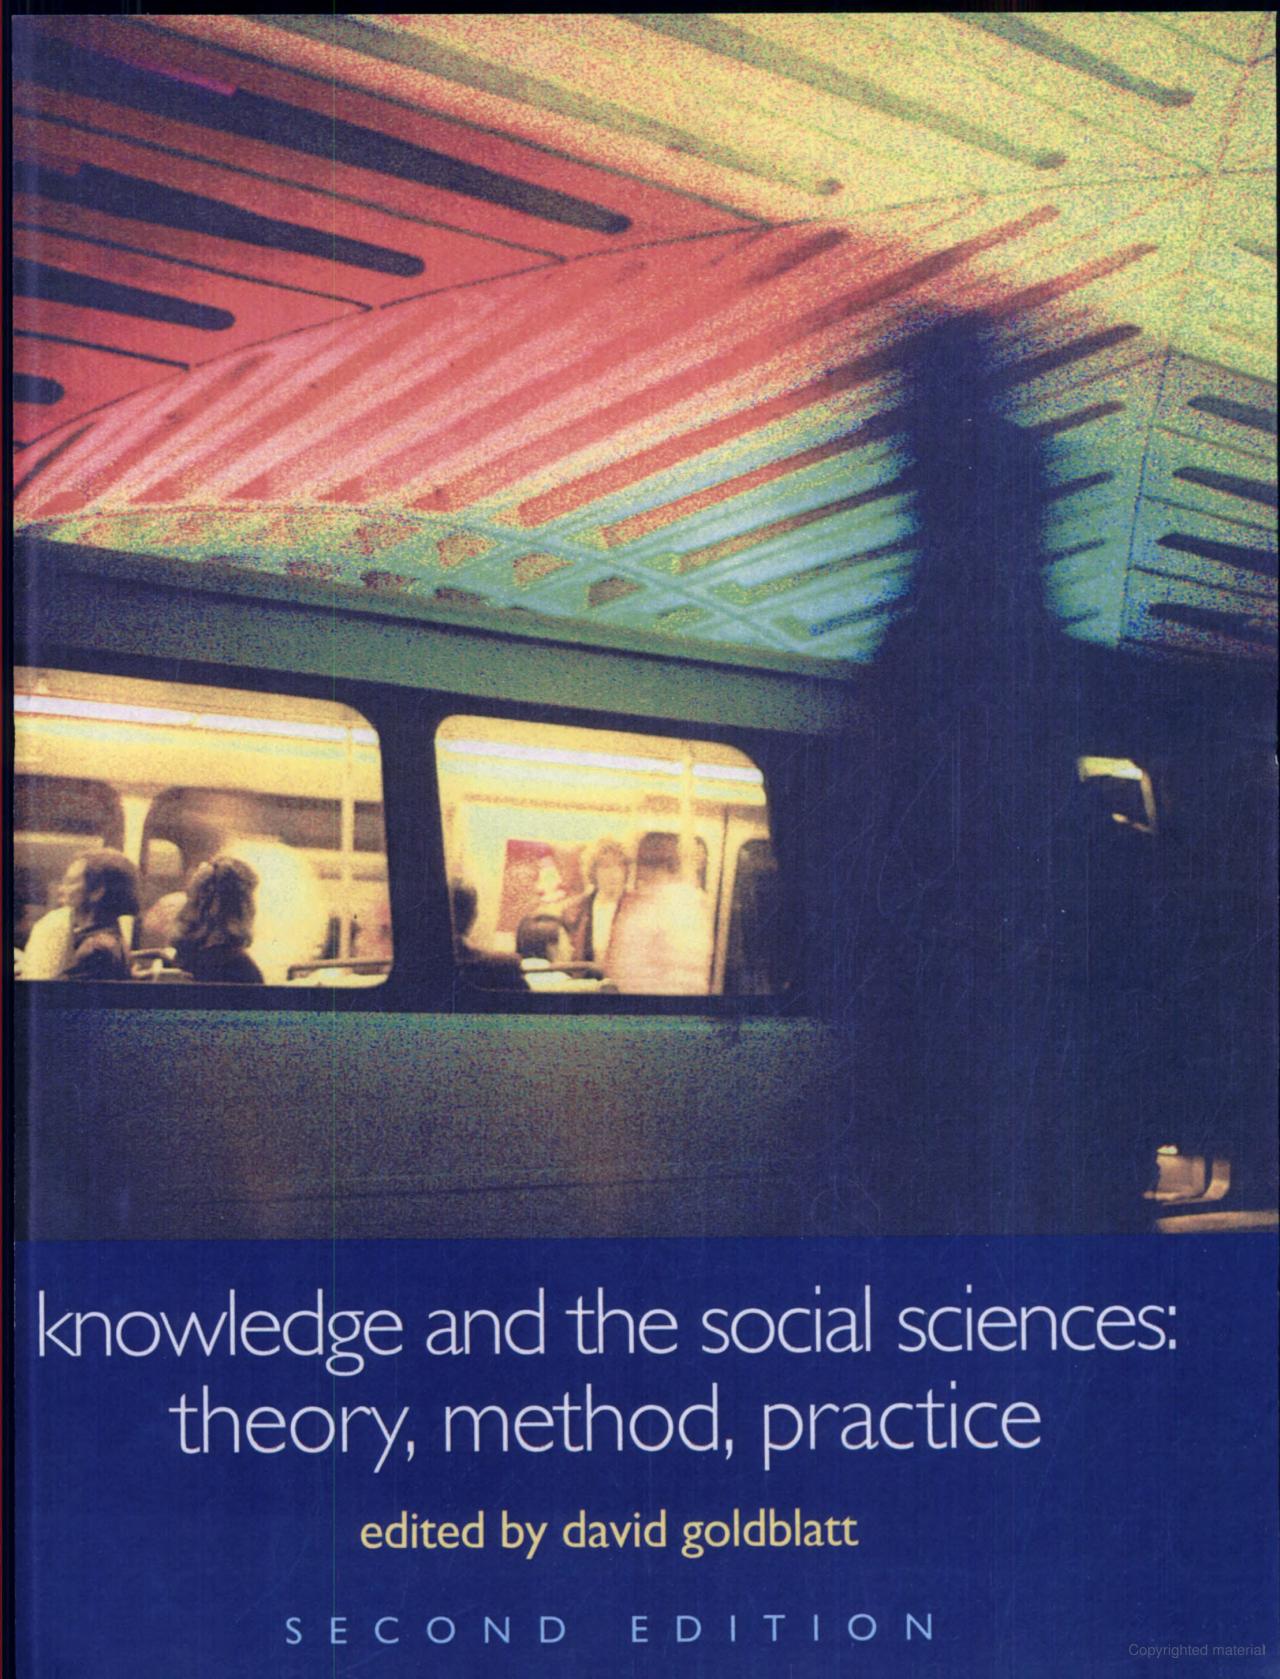 knowledge and the social sciences:
theory, method, practice
edited by david goldblatt
SECOND EDITION
Copyrighted material